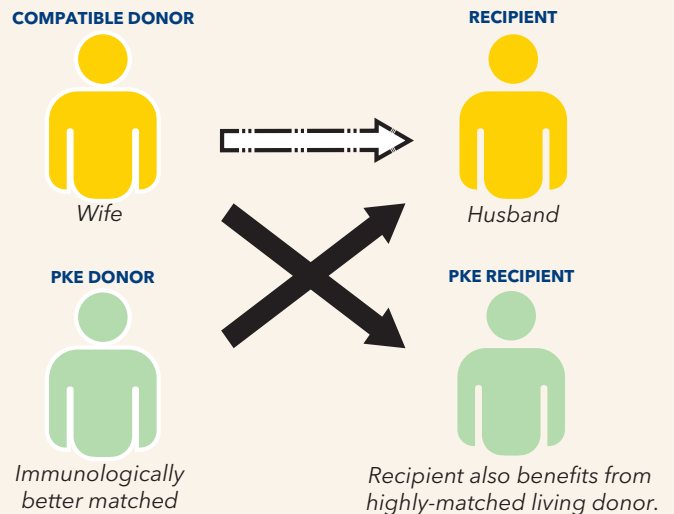 COMPATIBLE DONOR
RECIPIENT
Wife
Husband
PKE DONOR
PKE RECIPIENT
Immunologically
better matched
Recipient also benefits from
highly-matched living donor.